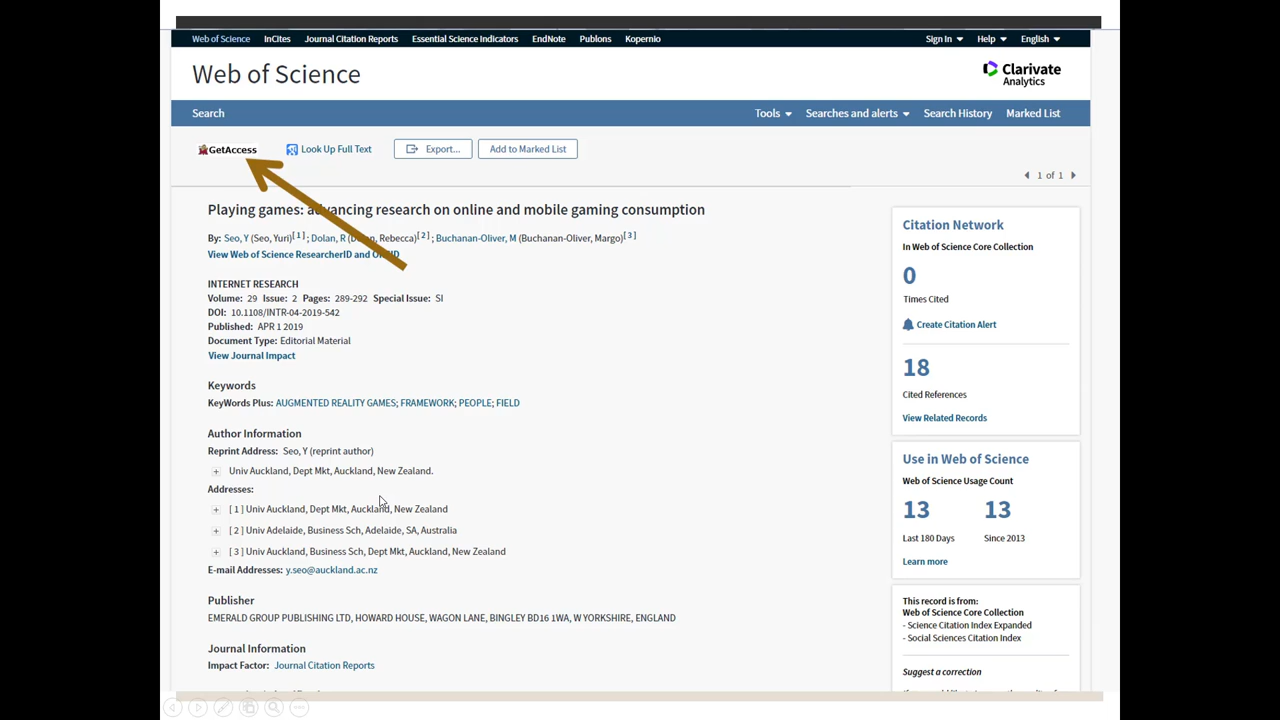 Web of Science InCites Journal Citation Reports Essential Science Indicators EndNote Publons Kopernio Sign In Help English
Web of Science
Clarivate
Analytics
Search Tools Searches and alerts Search History Marked List
GetAccess Look Up Full Text Export... Add to Marked List
1 of 1
Playing games: advancing research on online and mobile gaming consumption
By: Seo, Y (Seo, Yuri)[ 1 ] ; Dolan, R (Dolan, Rebecca)[ 2 ] ; Buchanan-Oliver, M (Buchanan-Oliver, Margo)[ 3 ]
View Web of Science ResearcherID and ORCID
INTERNET RESEARCH
Volume: 29 Issue: 2 Pages: 289-292 Special Issue: SI
DOI: 10.1108/INTR-04-2019-542
Published: APR 1 2019
Document Type: Editorial Material
View Journal Impact
Keywords
KeyWords Plus: AUGMENTED REALITY GAMES; FRAMEWORK; PEOPLE; FIELD
Author Information
Reprint Address: Seo, Y (reprint author)
Univ Auckland, Dept Mkt, Auckland, New Zealand.
Addresses:
[ 1 ] Univ Auckland, Dept Mkt, Auckland, New Zealand
[ 2 ] Univ Adelaide, Business Sch, Adelaide, SA, Australia
[ 3 ] Univ Auckland, Business Sch, Dept Mkt, Auckland, New Zealand
E-mail Addresses: y.seo@auckland.ac.nz
Publisher
EMERALD GROUP PUBLISHING LTD, HOWARD HOUSE, WAGON LANE, BINGLEY BD16 1WA, W YORKSHIRE, ENGLAND
Journal Information
Impact Factor: Journal Citation Reports
Citation Network
In Web of Science Core Collection
0
Times Cited
Create Citation Alert
18
Cited References
View Related Records
Use in Web of Science
Web of Science Usage Count
13 13
Last 180 Days Since 2013
Learn more
This record is from:
Web of Science Core Collection
- Science Citation Index Expanded
- Social Sciences Citation Index
Suggest a correction